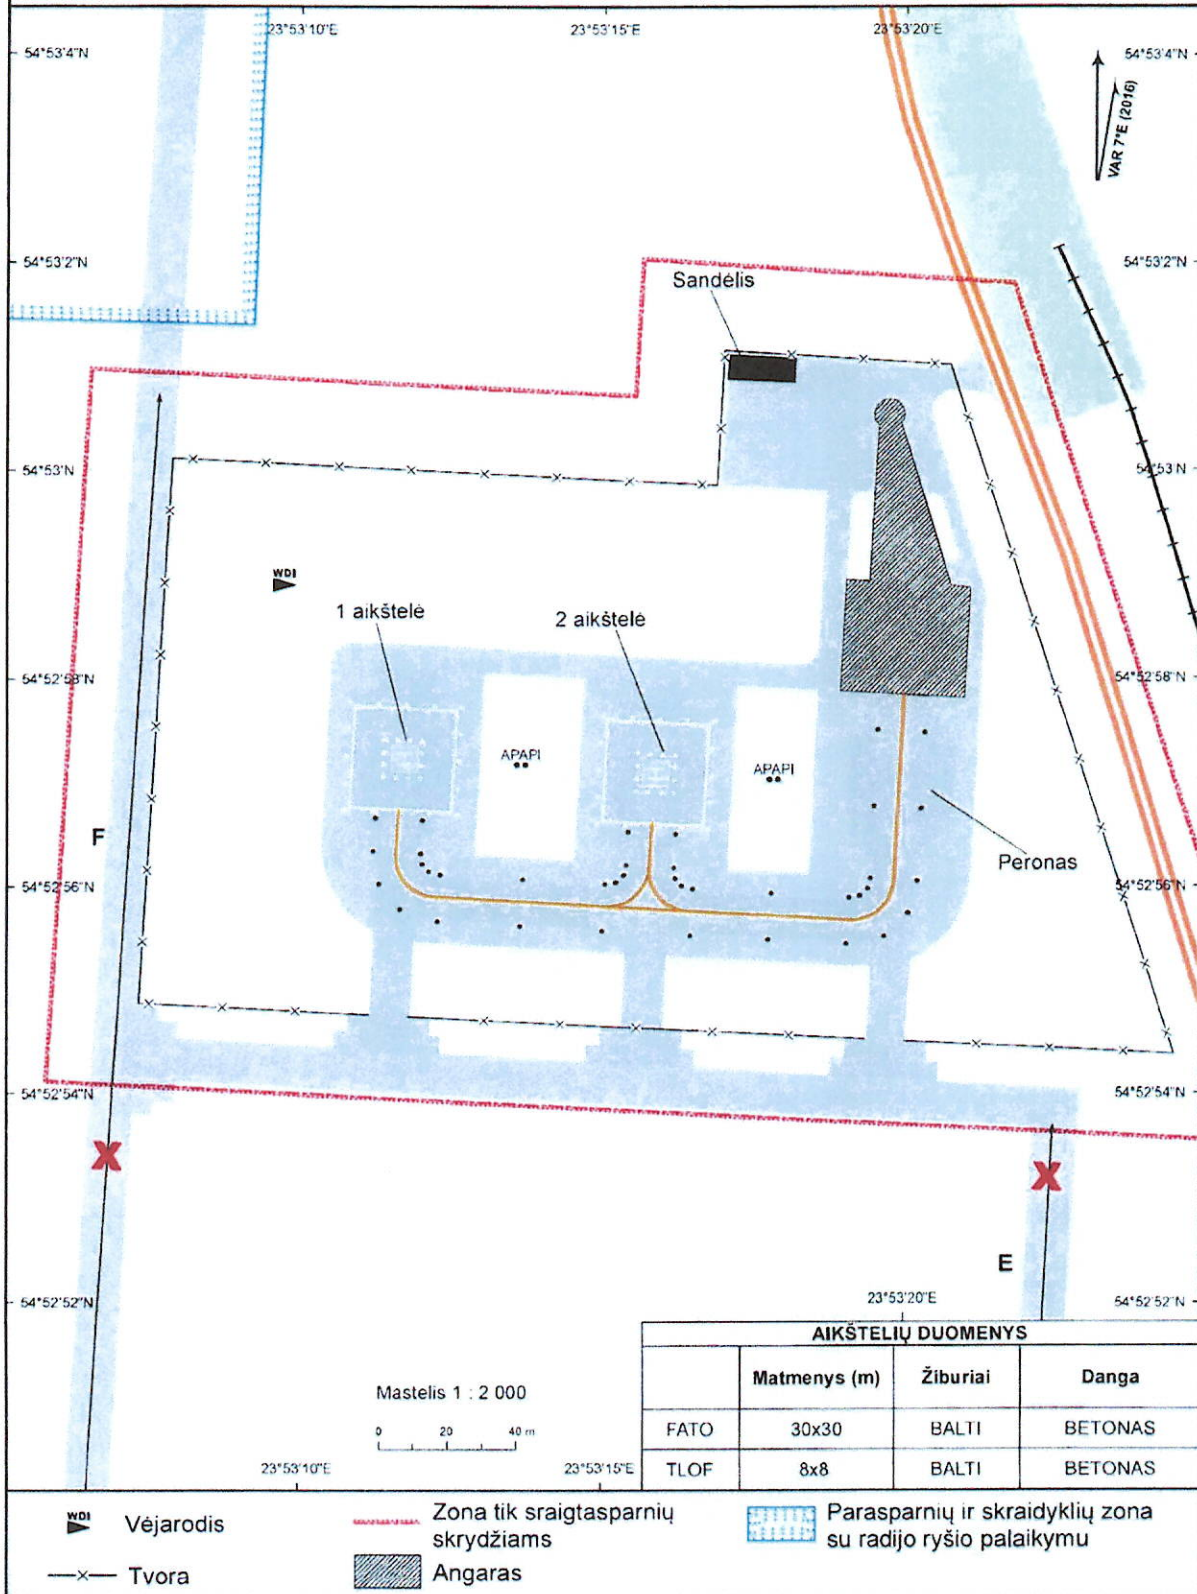 23°53'10"E 23°53'15"E 23°53'20"E
54°53'4"N 54°53'4"N
VAR 7°E (2016)
54°53'2"N 54°53'2"N
Sandėlis
54°53'N 54°53'N
WDI
1 aikštelė 2 aikštelė
54°52'58"N 54°52'58"N
APAPI APAPI
F
Peronas
54°52'56"N 54°52'56"N
54°52'54"N 54°52'54"N
X X
E
54°52'52"N 23°53'20"E 54°52'52"N
AIKŠTELIŲ DUOMENYS
Matmenys (m) Žiburiai Danga
FATO 30x30 BALTI BETONAS
TLOF 8x8 BALTI BETONAS
Mastelis 1 : 2 000
0 20 40 m
23°53'10"E 23°53'15"E
WDI Vėjarodis
Tvora
Zona tik sraigtasparnių
skrydžiams
Angaras
Parasparnių ir skraidyklių zona
su radijo ryšio palaikymu